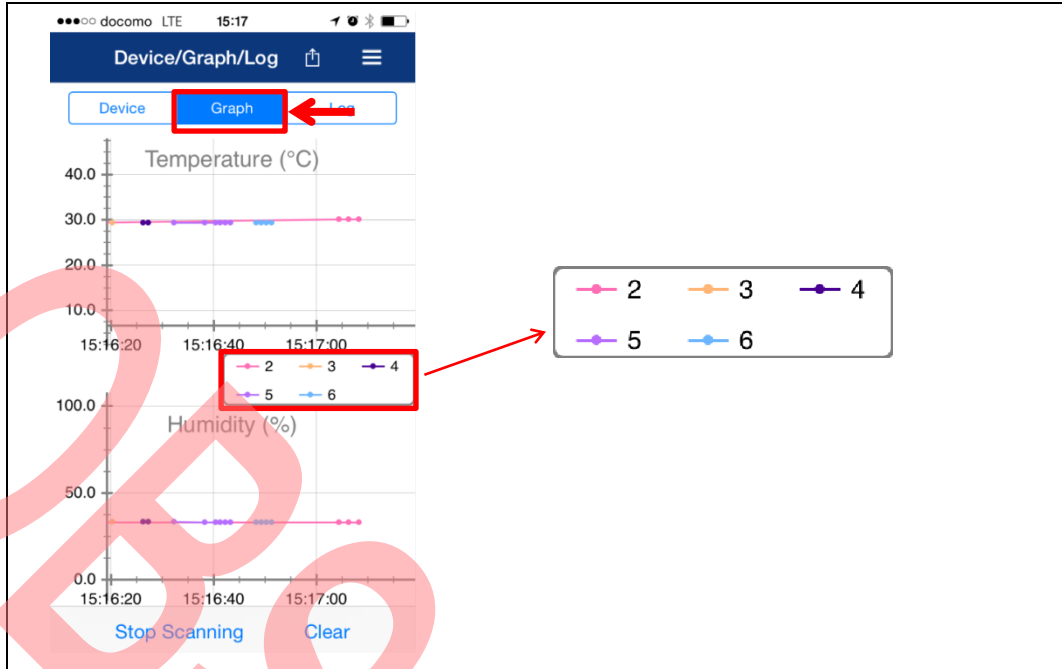 docomo LTE 15:17
Device/Graph/Log
Device Graph Log
Temperature (°C)
40.0
30.0
20.0
10.0
15:16:20 15:16:40 15:17:00
2 3 4
5 6
100.0
Humidity (%)
50.0
0.0
15:16:20 15:16:40 15:17:00
Stop Scanning Clear
2 3 4
5 6